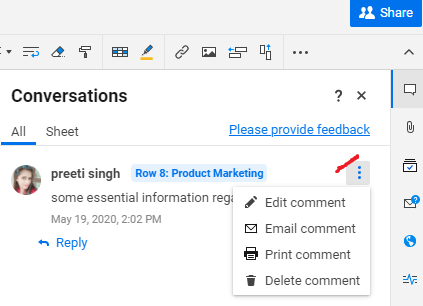 Share
Conversations
?
All Sheet Please provide feedback
preeti singh Row 8: Product Marketing
some essential information rega
May 19, 2020, 2:02 PM
Reply
Edit comment
Email comment
Print comment
Delete comment